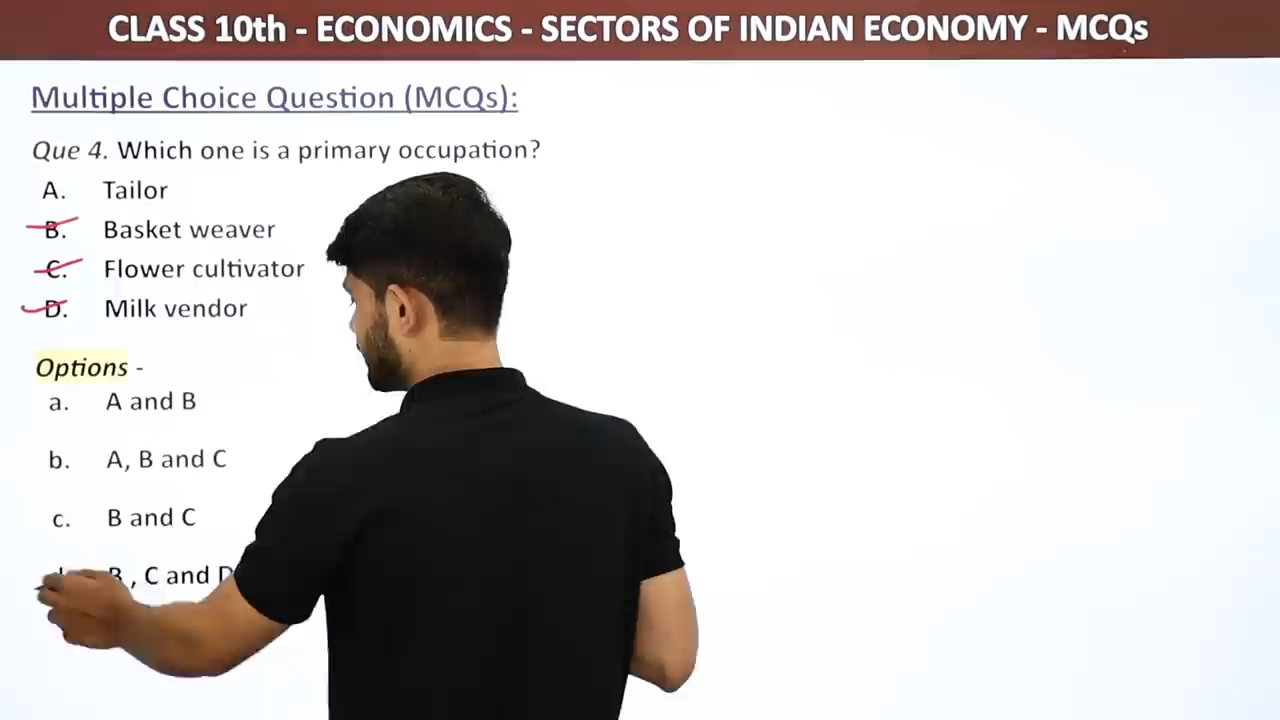 CLASS 10th - ECONOMICS - SECTORS OF INDIAN ECONOMY - MCQs
Multiple Choice Question (MCQs):
Que 4. Which one is a primary occupation?
A. Tailor
B. Basket weaver
C. Flower cultivator
D. Milk vendor
Options -
a. A and B
b. A, B and C
c. B and C
B , C and D